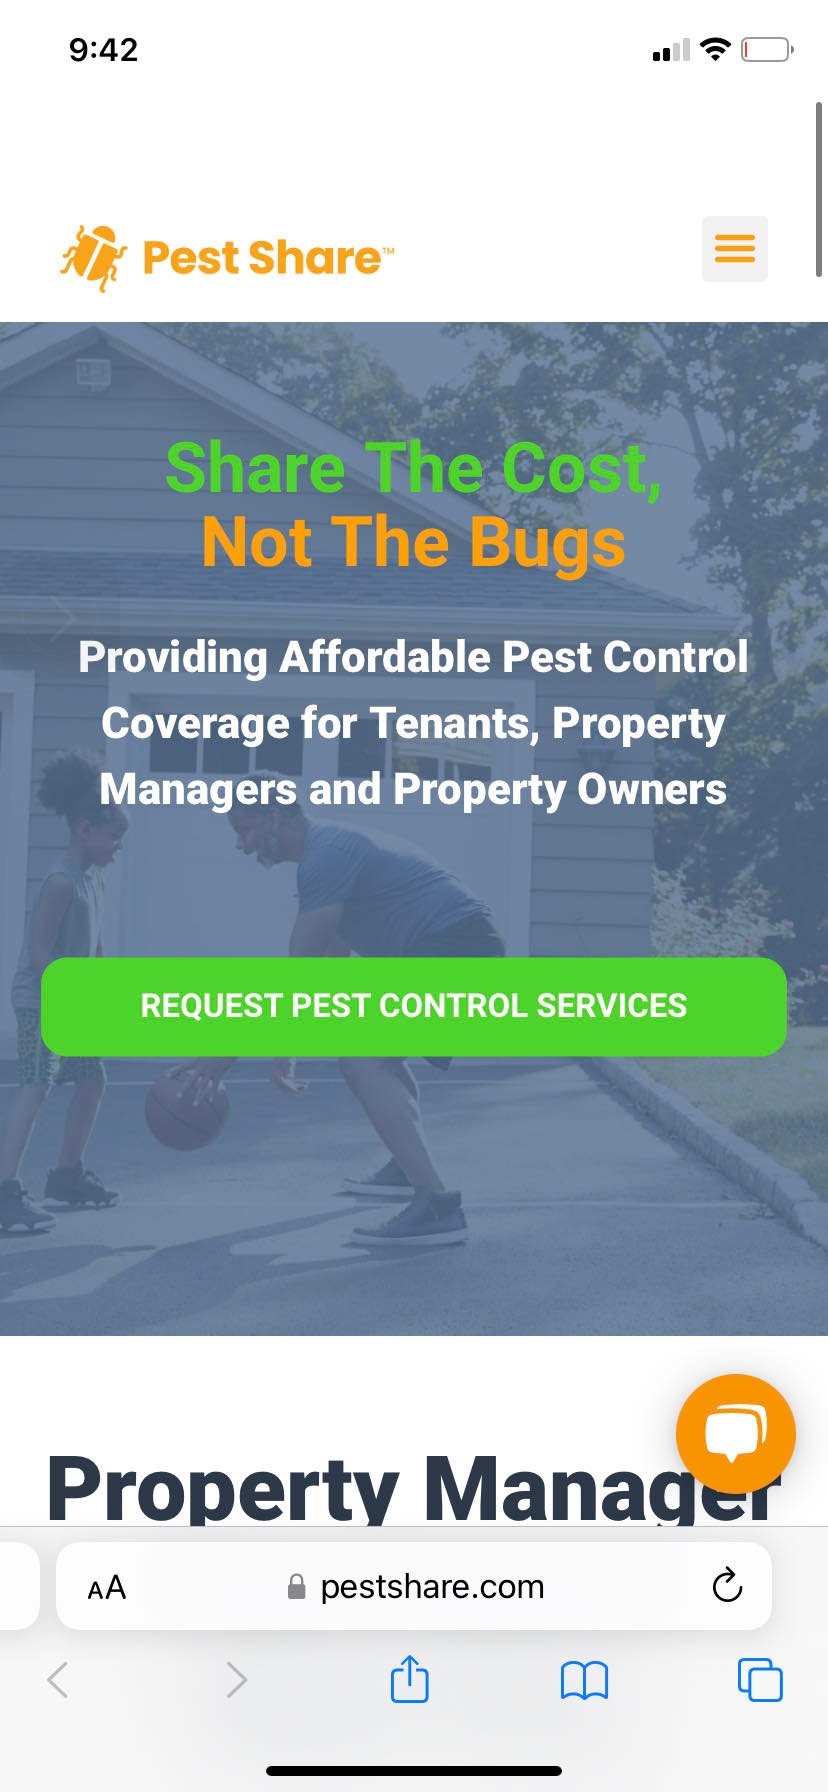 9:42
Pest Share™
Share The Cost,
Not The Bugs
Providing Affordable Pest Control
Coverage for Tenants, Property
Managers and Property Owners
REQUEST PEST CONTROL SERVICES
Property Manager
AA pestshare.com